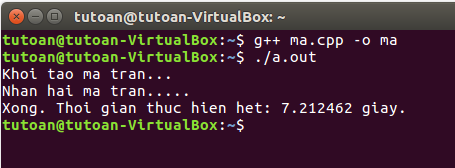 tutoan@tutoan-VirtualBox: ~
tutoan@tutoan-VirtualBox:~$ g++ ma.cpp -o ma
tutoan@tutoan-VirtualBox:~$ ./a.out
Khoi tao ma tran...
Nhan hai ma tran.....
Xong. Thoi gian thuc hien het: 7.212462 giay.
tutoan@tutoan-VirtualBox:~$